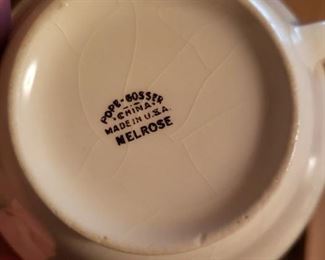 POPE-GOSSER
CHINA
MADE IN U.S.A.
MELROSE